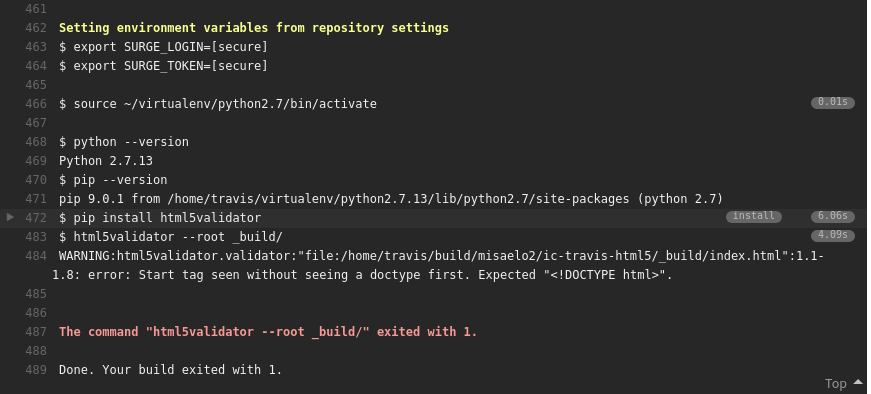 461
462 Setting environment variables from repository settings
463 $ export SURGE_LOGIN=[secure]
464 $ export SURGE_TOKEN=[secure]
465
466 $ source ~/virtualenv/python2.7/bin/activate 0.01s
467
468 $ python --version
469 Python 2.7.13
470 $ pip --version
471 pip 9.0.1 from /home/travis/virtualenv/python2.7.13/lib/python2.7/site-packages (python 2.7)
472 $ pip install html5validator install 6.06s
483 $ html5validator --root _build/ 4.09s
484 WARNING:html5validator.validator:"file:/home/travis/build/misaelo2/ic-travis-html5/_build/index.html":1.1-
1.8: error: Start tag seen without seeing a doctype first. Expected "<!DOCTYPE html>".
485
486
487 The command "html5validator --root _build/" exited with 1.
488
489 Done. Your build exited with 1.
Top